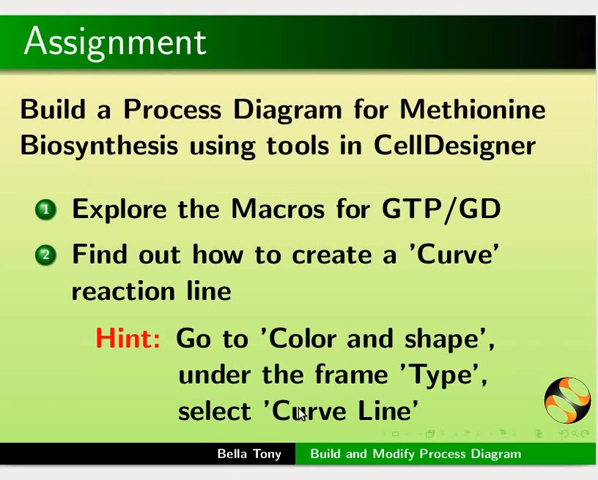 Assignment
Build a Process Diagram for Methionine
Biosynthesis using tools in CellDesigner
1 Explore the Macros for GTP/GD
2 Find out how to create a 'Curve'
reaction line
Hint: Go to 'Color and shape',
under the frame 'Type',
select 'Curve Line'
Bella Tony Build and Modify Process Diagram